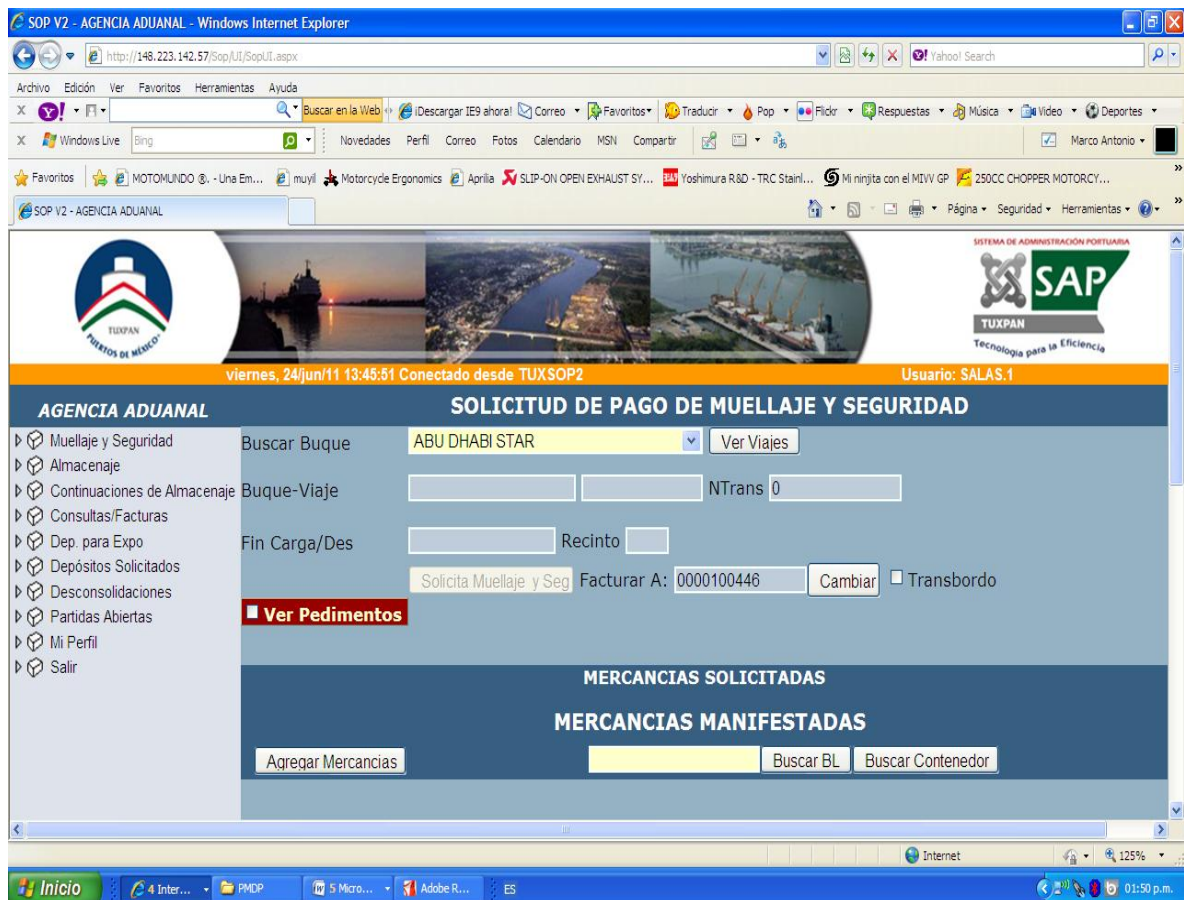 SOP V2 - AGENCIA ADUANAL - Windows Internet Explorer
http://148.223.142.57/Sop/UI/SopUI.aspx Yahoo! Search
Archivo Edición Ver Favoritos Herramientas Ayuda
X Y! Buscar en la Web ¡Descargar IE9 ahora! Correo Favoritos Traducir Pop Flickr Respuestas Música Video Deportes
X Windows Live Bing Novedades Perfil Correo Fotos Calendario MSN Compartir Marco Antonio
Favoritos MOTOMUNDO ®. - Una Em... muyil Motorcycle Ergonomics Aprilia SLIP-ON OPEN EXHAUST SY... Yoshimura R&D - TRC Stainl... Mi ninjita con el MIVV GP 250CC CHOPPER MOTORCY... »
SOP V2 - AGENCIA ADUANAL Página Seguridad Herramientas »
TUXPAN
PUERTOS DE MÉXICO
SISTEMA DE ADMINISTRACIÓN PORTUARIA
SAP
TUXPAN
Tecnología para la Eficiencia
viernes, 24/jun/11 13:45:51 Conectado desde TUXSOP2 Usuario: SALAS.1
AGENCIA ADUANAL
Muellaje y Seguridad
Almacenaje
Continuaciones de Almacenaje
Consultas/Facturas
Dep. para Expo
Depósitos Solicitados
Desconsolidaciones
Partidas Abiertas
Mi Perfil
Salir
SOLICITUD DE PAGO DE MUELLAJE Y SEGURIDAD
Buscar Buque ABU DHABI STAR Ver Viajes
Buque-Viaje NTrans 0
Fin Carga/Des Recinto
Solicita Muellaje y Seg Facturar A: 0000100446 Cambiar Transbordo
Ver Pedimentos
MERCANCIAS SOLICITADAS
MERCANCIAS MANIFESTADAS
Agregar Mercancias Buscar BL Buscar Contenedor
Internet 125%
Inicio 4 Inter... PMDP 5 Micro... Adobe R... ES 01:50 p.m.